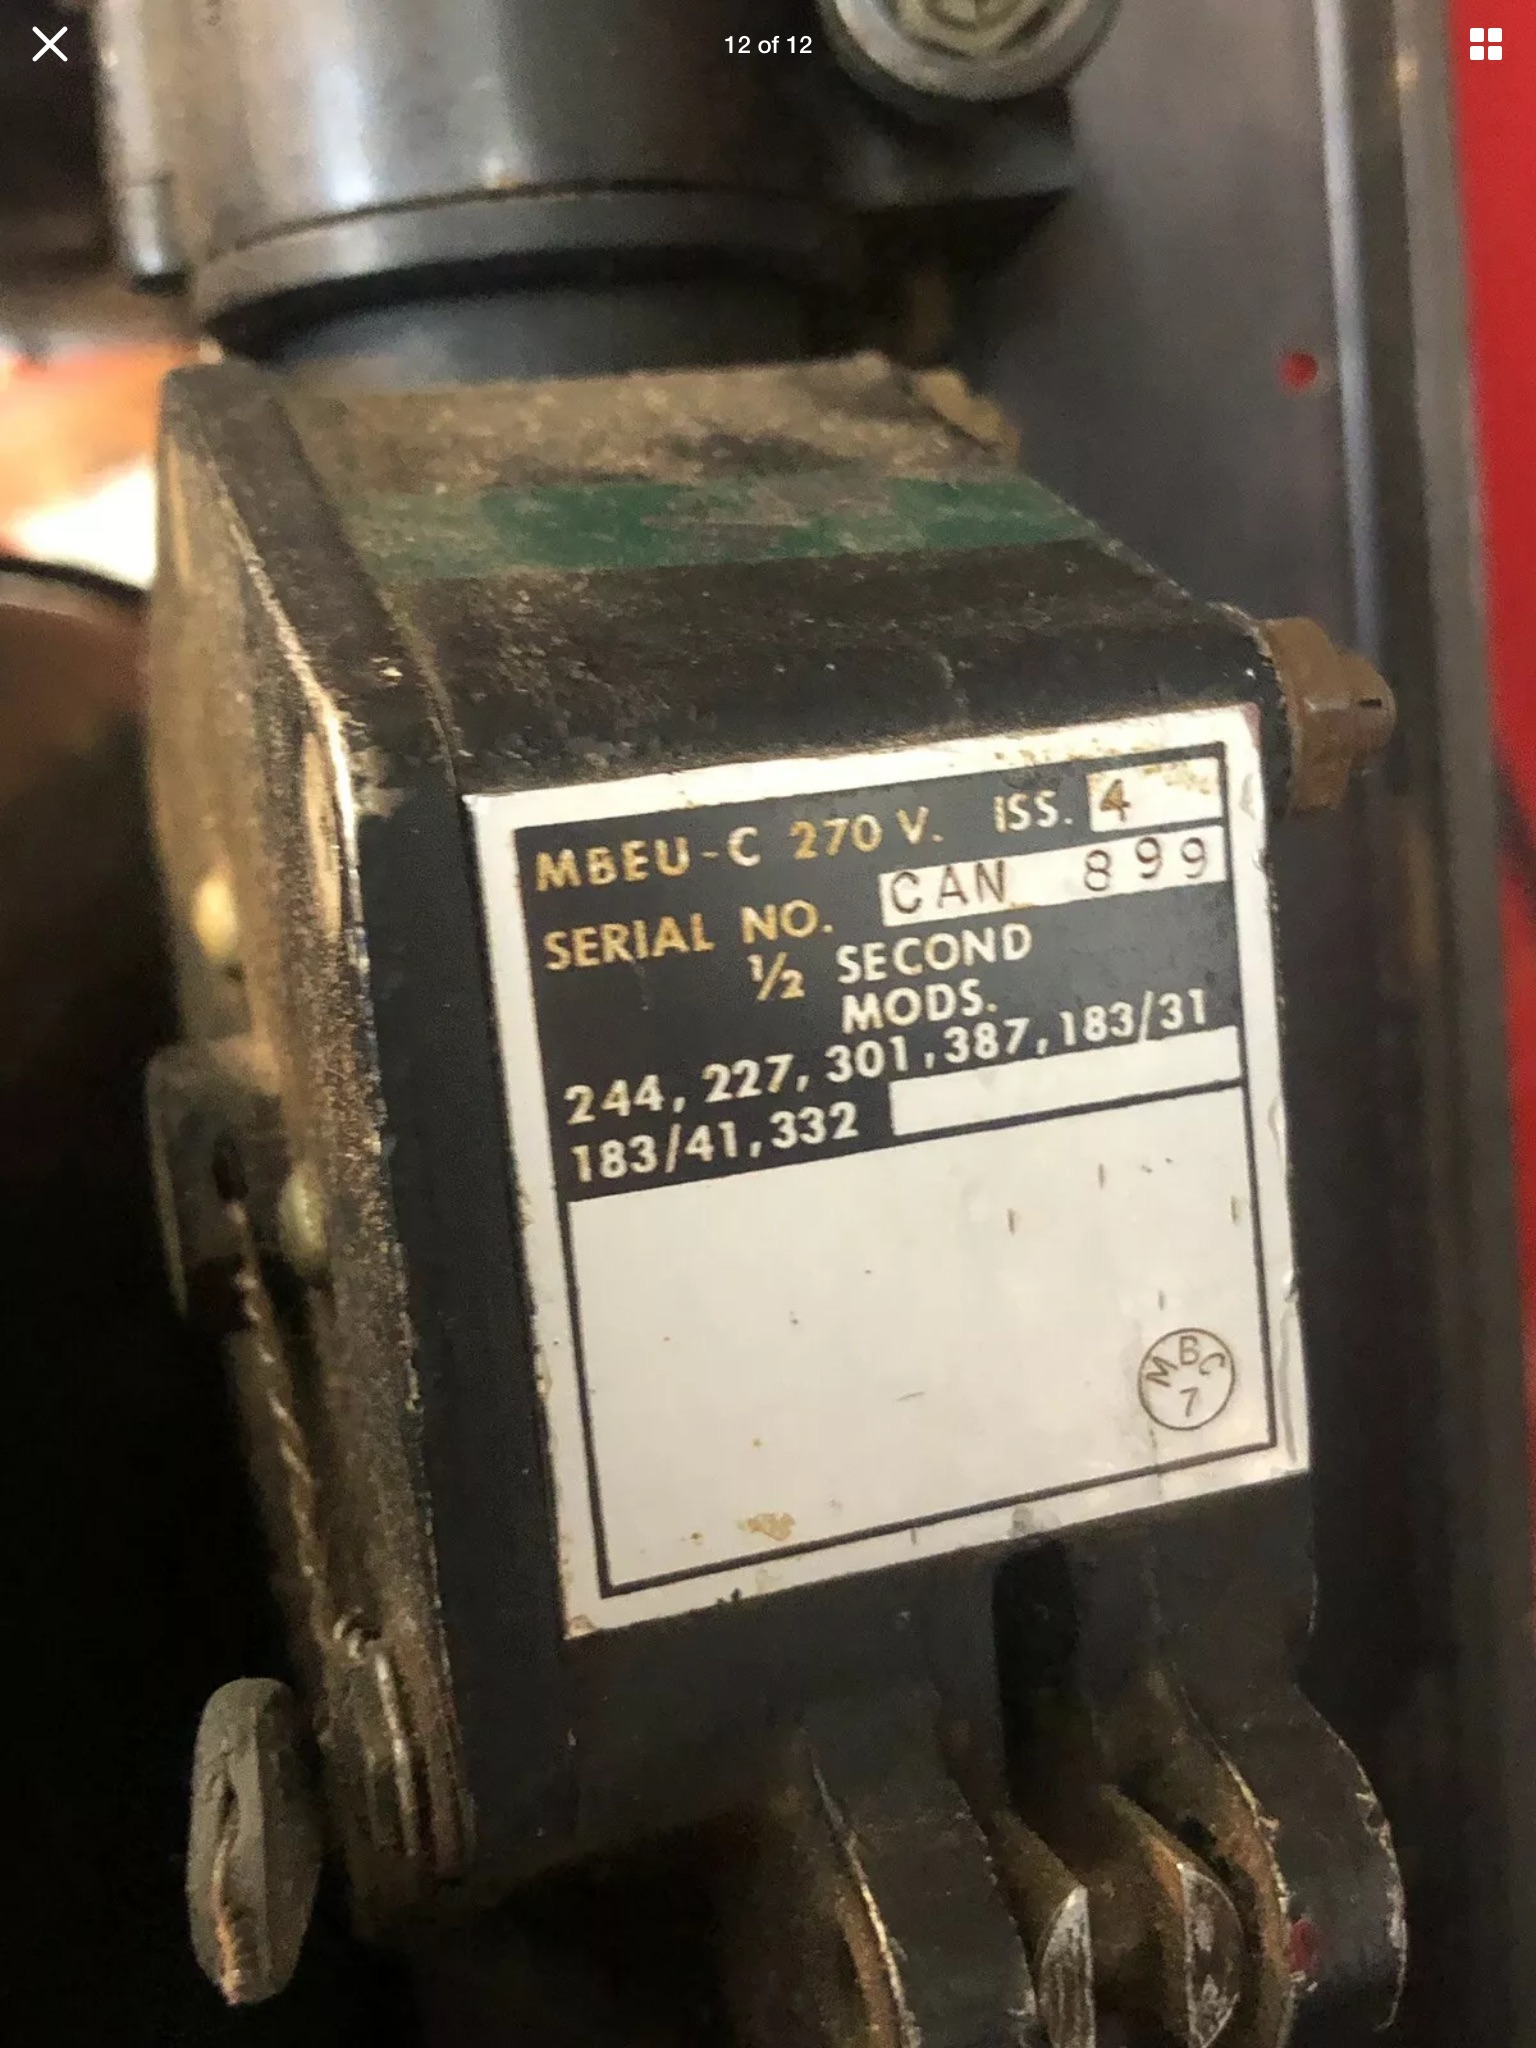 12 of 12
MBEU-C 270 V. ISS. 4
SERIAL NO. CAN 899
½ SECOND
MODS.
244, 227, 301, 387, 183/31
183/41, 332
MBC
7